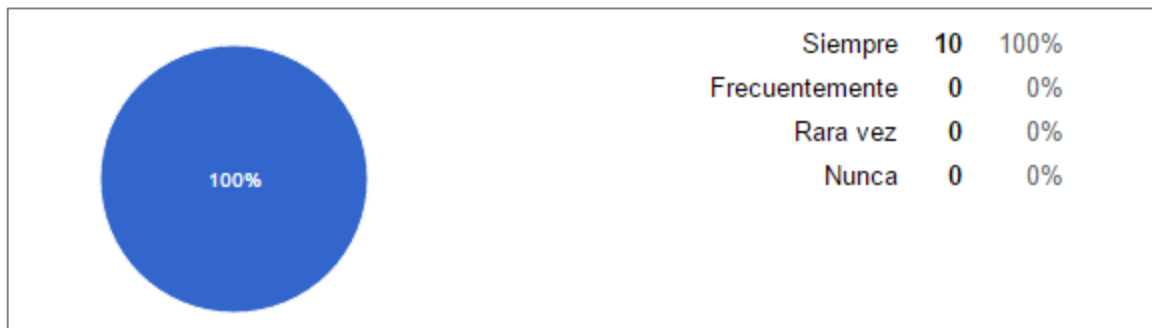 100%
Siempre 10 100%
Frecuentemente 0 0%
Rara vez 0 0%
Nunca 0 0%